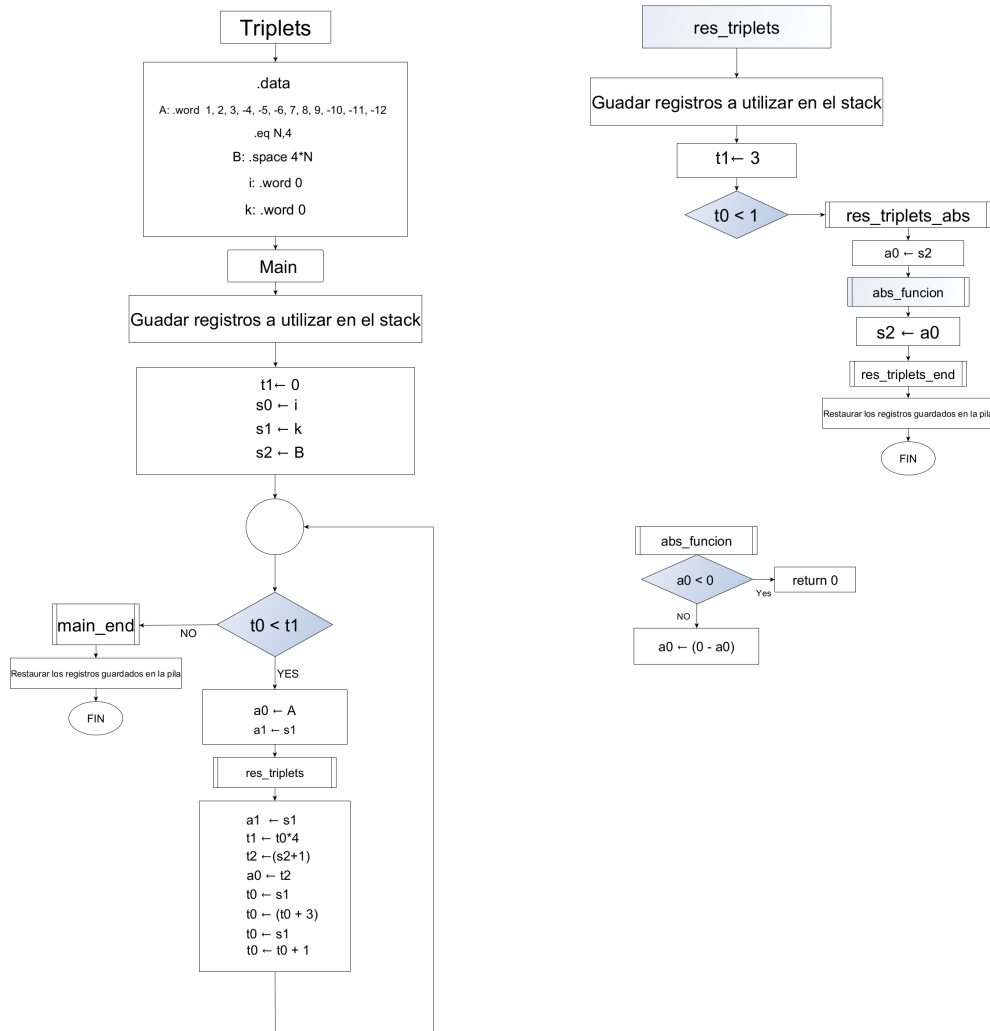 Triplets
.data
A: .word 1, 2, 3, -4, -5, -6, 7, 8, 9, -10, -11, -12
.eq N,4
B: .space 4*N
i: .word 0
k: .word 0
Main
Guadar registros a utilizar en el stack
t1← 0
s0 ← i
s1 ← k
s2 ← B
t0 < t1
NO
main_end
Restaurar los registros guardados en la pila
FIN
YES
a0 ← A
a1 ← s1
res_triplets
a1 ← s1
t1 ← t0*4
t2 ←(s2+1)
a0 ← t2
t0 ← s1
t0 ← (t0 + 3)
t0 ← s1
t0 ← t0 + 1
res_triplets
Guadar registros a utilizar en el stack
t1← 3
t0 < 1
res_triplets_abs
a0 ← s2
abs_funcion
s2 ← a0
res_triplets_end
Restaurar los registros guardados en la pila
FIN
abs_funcion
a0 < 0
Yes
return 0
NO
a0 ← (0 - a0)